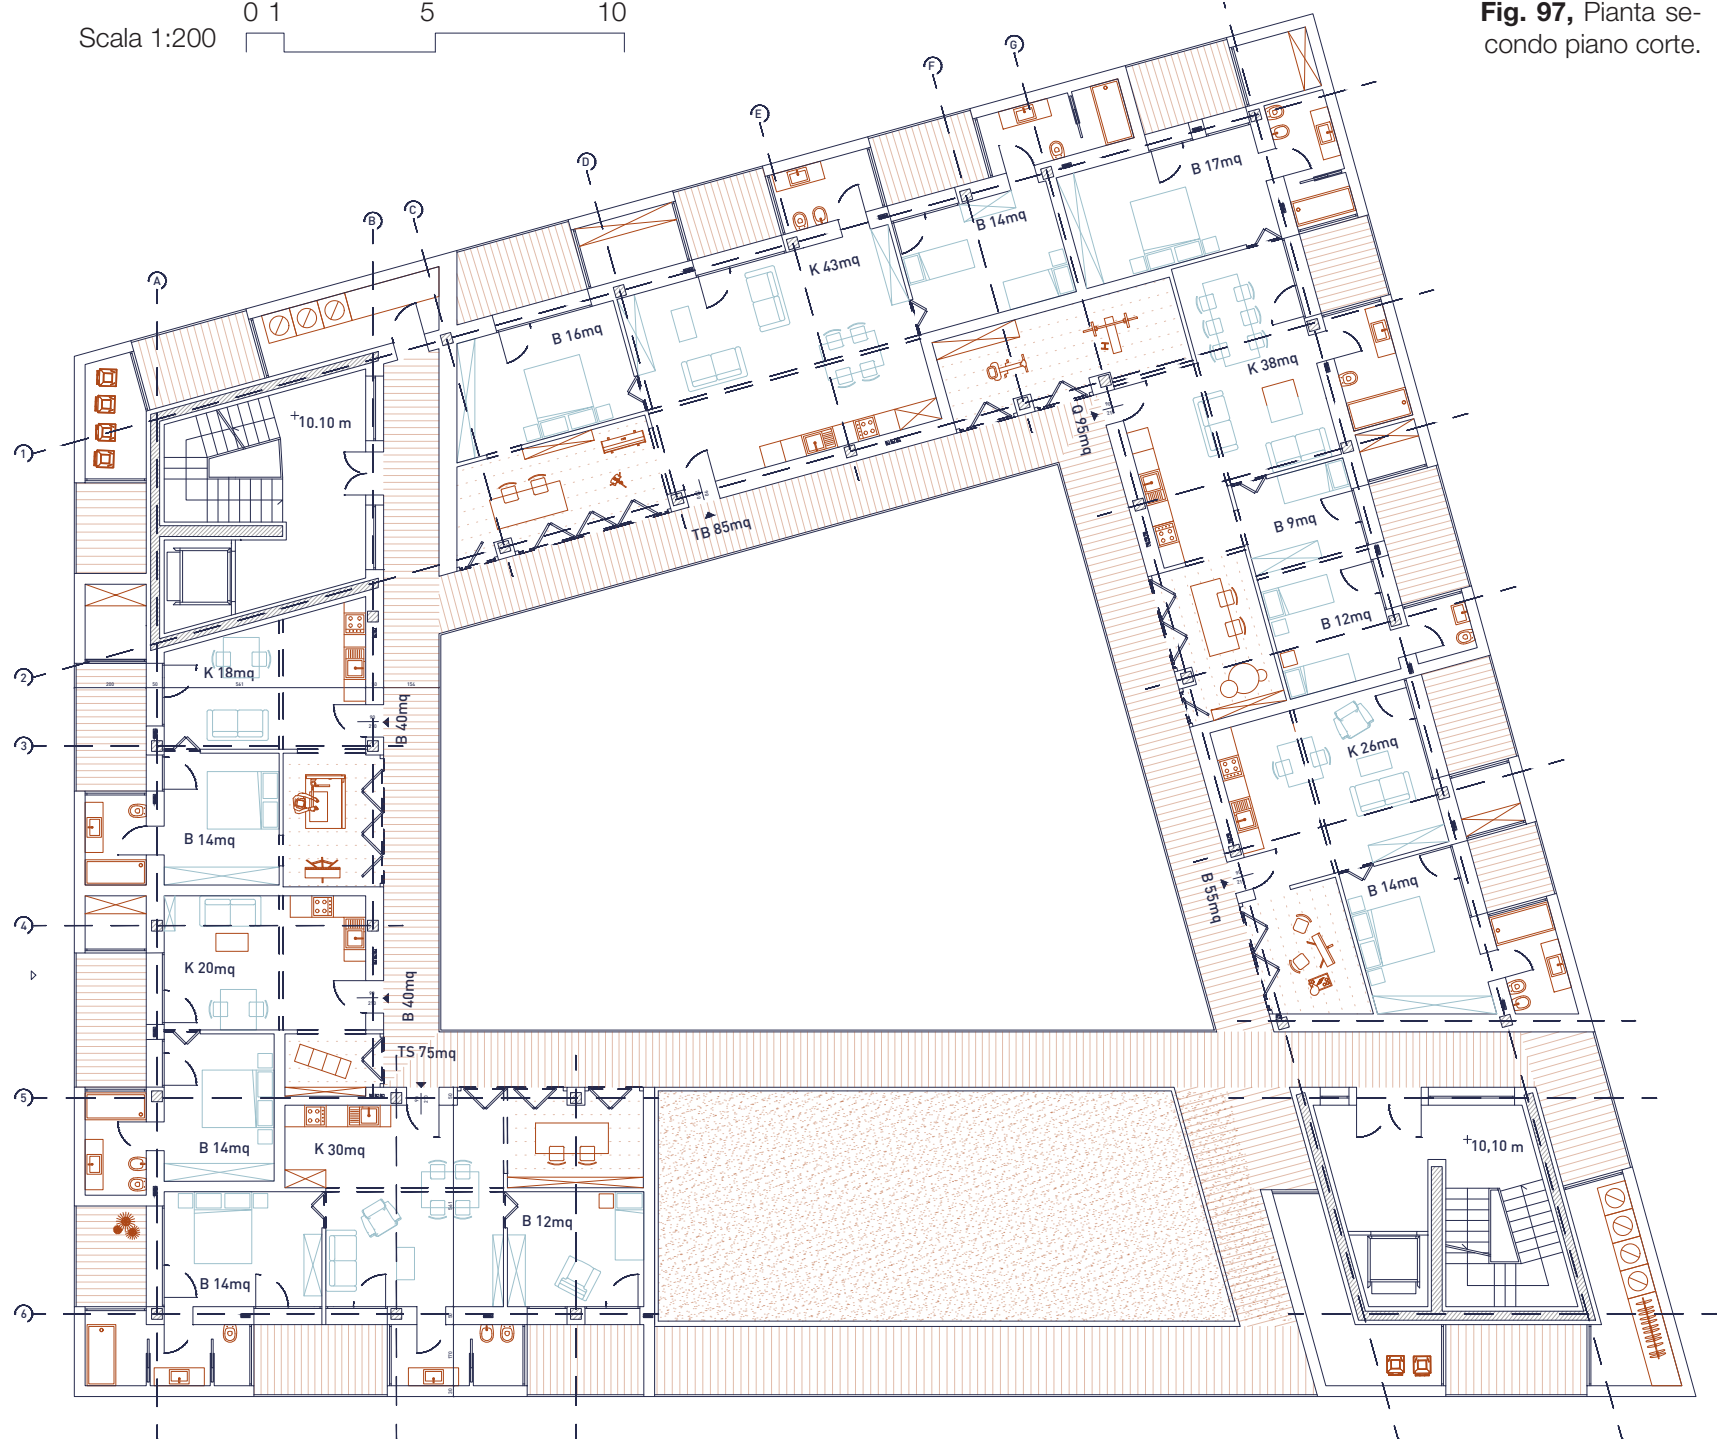 0 1 5 10
Scala 1:200
Fig. 97, Pianta se-
condo piano corte.
G
F
E
D
C
B
A
B 17mq
B 14mq
K 43mq
B 16mq
K 38mq
+10.10 m
Q 95mq
1
TB 85mq
B 9mq
B 12mq
K 18mq
2
B 40mq
3
K 26mq
B 14mq
B 14mq
B 55mq
4
K 20mq
B 40mq
TS 75mq
5
B 14mq
K 30mq
+10,10 m
B 12mq
B 14mq
6